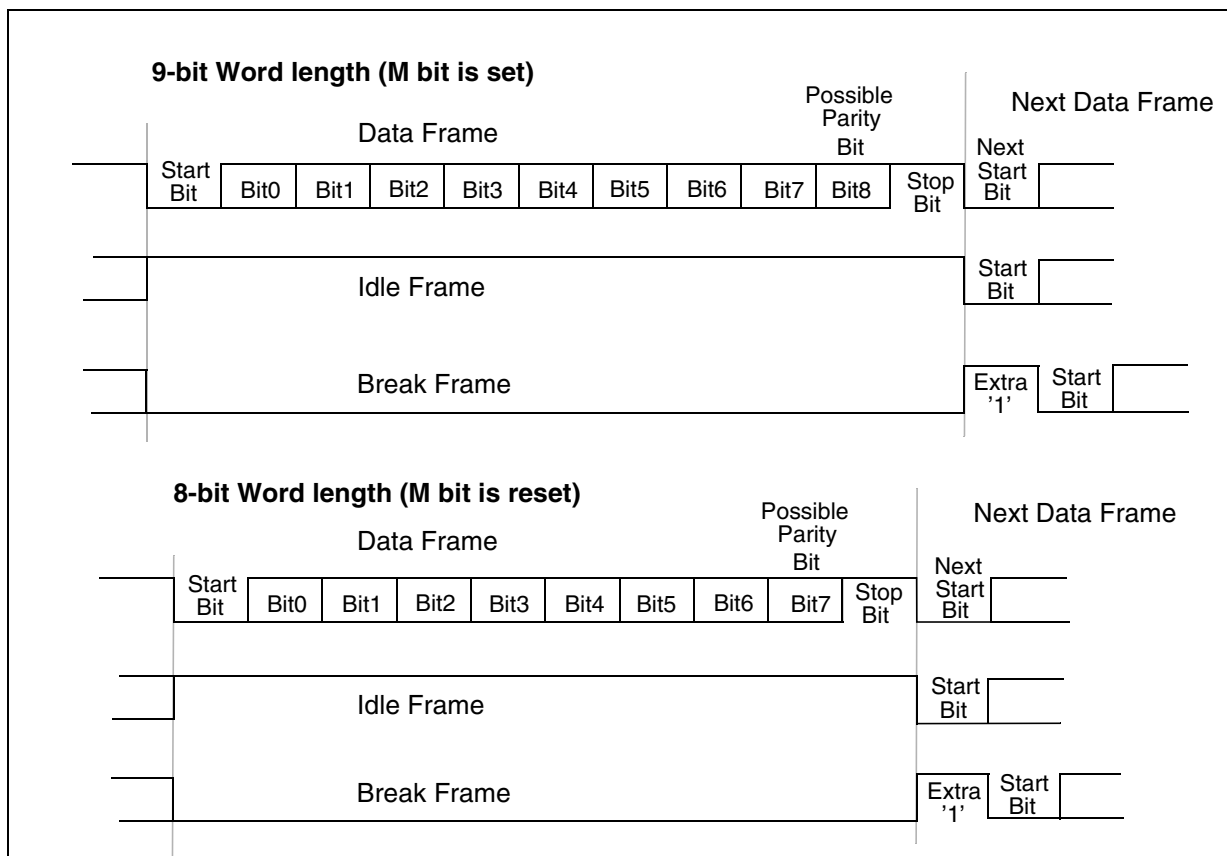 9-bit Word length (M bit is set)
Possible
Parity
Bit
Next Data Frame
Data Frame
Start
Bit
Bit0
Bit1
Bit2
Bit3
Bit4
Bit5
Bit6
Bit7
Bit8
Stop
Bit
Next
Start
Bit
Idle Frame
Start
Bit
Break Frame
Extra
'1'
Start
Bit
8-bit Word length (M bit is reset)
Possible
Parity
Bit
Next Data Frame
Data Frame
Start
Bit
Bit0
Bit1
Bit2
Bit3
Bit4
Bit5
Bit6
Bit7
Stop
Bit
Next
Start
Bit
Idle Frame
Start
Bit
Break Frame
Extra
'1'
Start
Bit